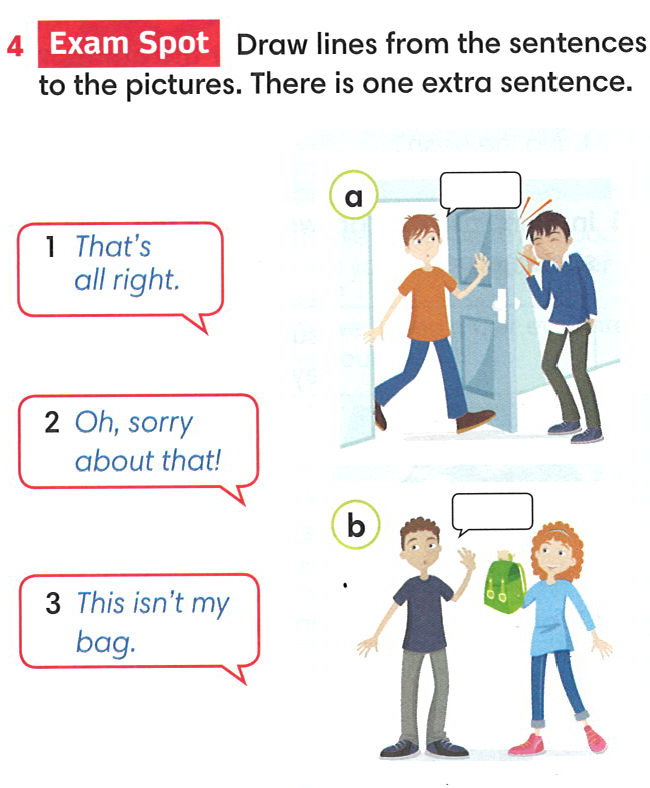 4 Exam Spot Draw lines from the sentences
to the pictures. There is one extra sentence.
a
1 That's
all right.
2 Oh, sorry
about that!
b
3 This isn't my
bag.